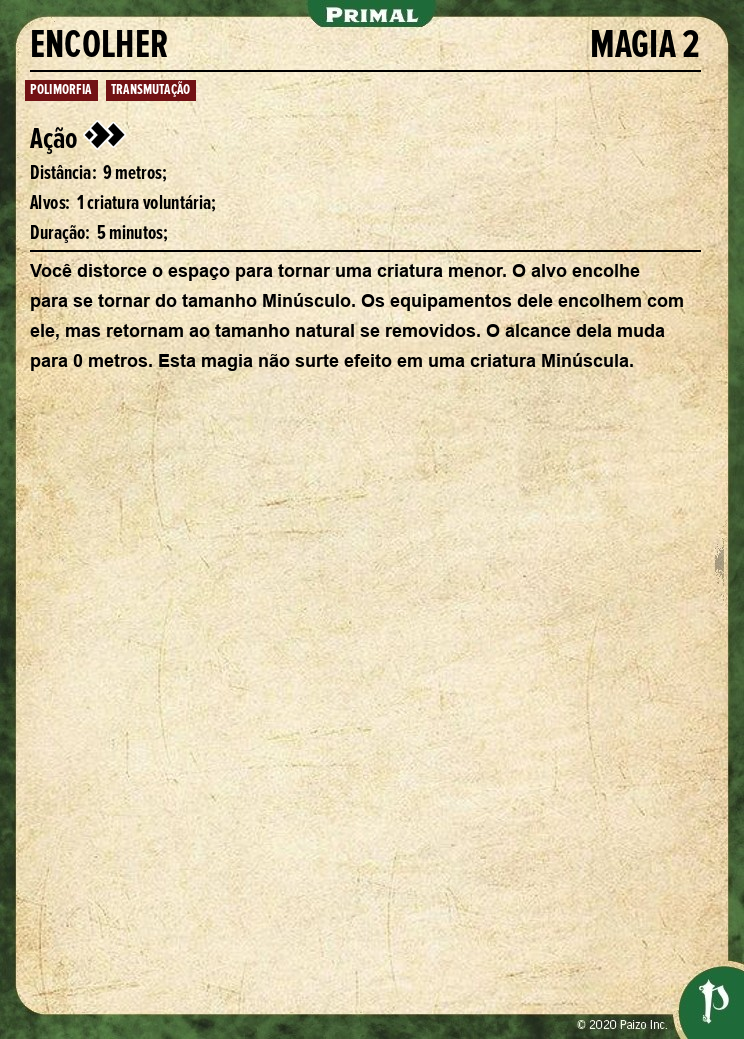 PRIMAL
ENCOLHER MAGIA 2
POLIMORFIA TRANSMUTAÇÃO
Ação
Distância: 9 metros;
Alvos: 1 criatura voluntária;
Duração: 5 minutos;
Você distorce o espaço para tornar uma criatura menor. O alvo encolhe
para se tornar do tamanho Minúsculo. Os equipamentos dele encolhem com
ele, mas retornam ao tamanho natural se removidos. O alcance dela muda
para 0 metros. Esta magia não surte efeito em uma criatura Minúscula.
© 2020 Paizo Inc.